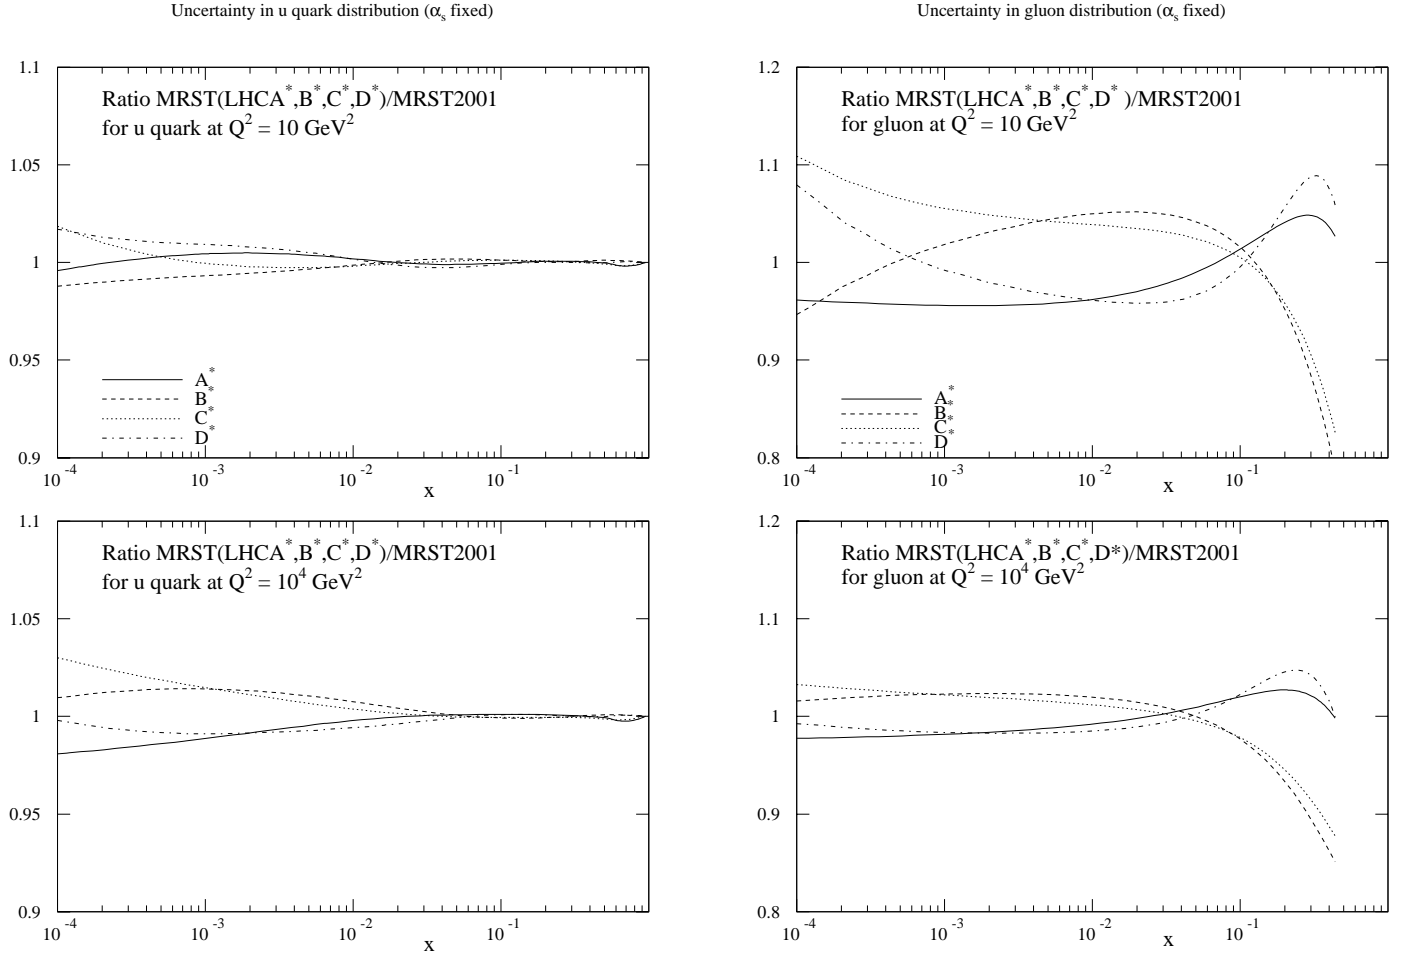 Uncertainty in u quark distribution (αs fixed)
1.1
1.05
1
0.95
0.9
Ratio MRST(LHCA*,B*,C*,D*)/MRST2001
for u quark at Q² = 10 GeV²
A*
B*
C*
D*
10⁻⁴ 10⁻³ 10⁻² 10⁻¹
x
Uncertainty in gluon distribution (αs fixed)
1.2
1.1
1
0.9
0.8
Ratio MRST(LHCA*,B*,C*,D* )/MRST2001
for gluon at Q² = 10 GeV²
A*
B*
C*
D*
10⁻⁴ 10⁻³ 10⁻² 10⁻¹
x
1.1
1.05
1
0.95
0.9
Ratio MRST(LHCA*,B*,C*,D*)/MRST2001
for u quark at Q² = 10⁴ GeV²
10⁻⁴ 10⁻³ 10⁻² 10⁻¹
x
1.2
1.1
1
0.9
0.8
Ratio MRST(LHCA*,B*,C*,D*)/MRST2001
for gluon at Q² = 10⁴ GeV²
10⁻⁴ 10⁻³ 10⁻² 10⁻¹
x